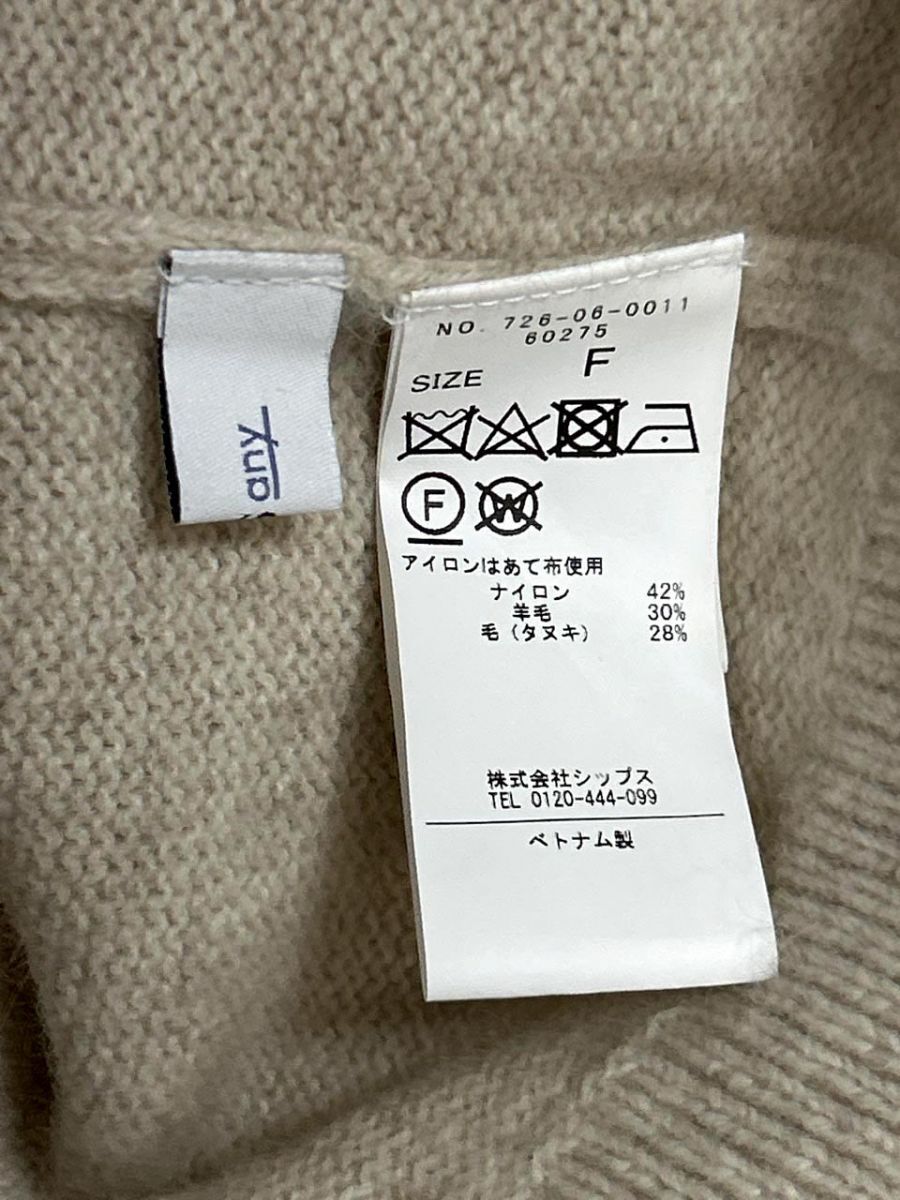 any
NO. 726-06-0011
60275
SIZE F
F W
アイロンはあて布使用
ナイロン 42%
羊毛 30%
毛(タヌキ) 28%
株式会社シップス
TEL 0120-444-099
ベトナム製